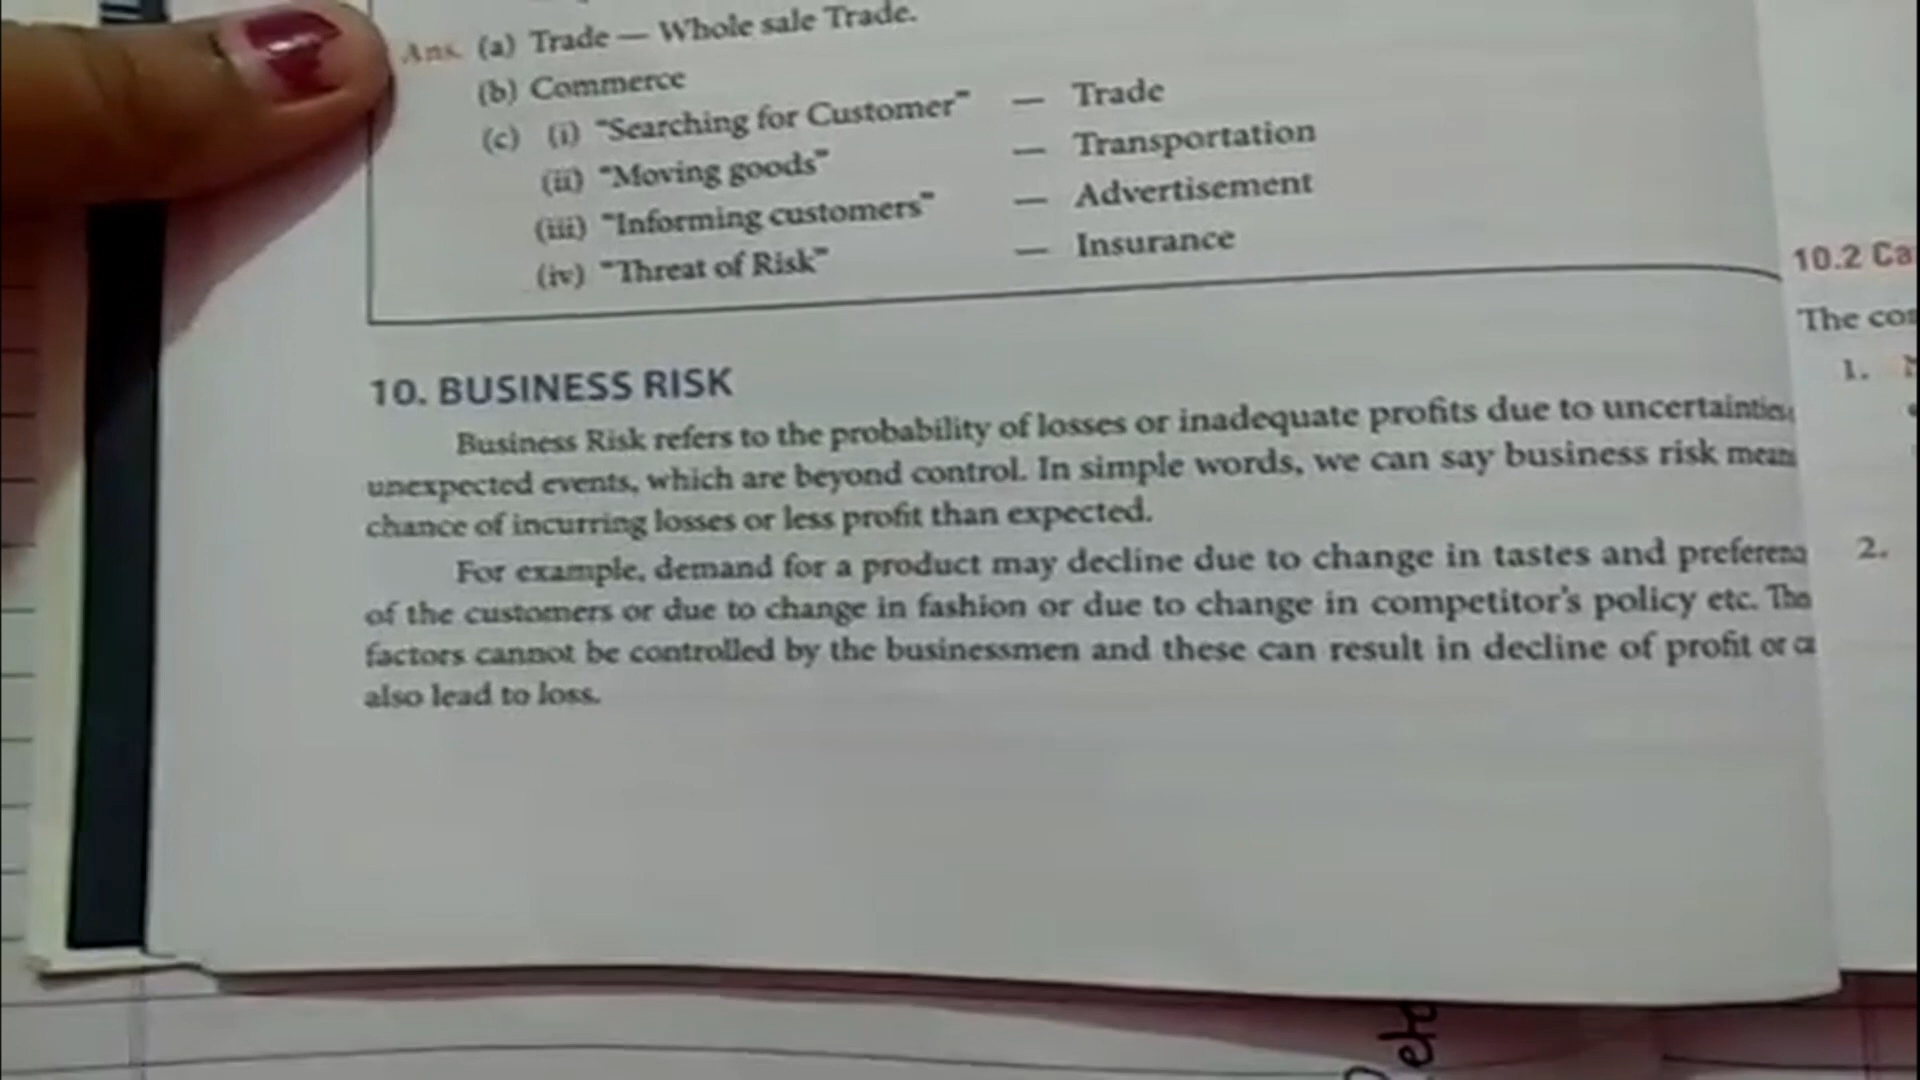 Ans. (a) Trade — Whole sale Trade.
(b) Commerce
(c) (i) "Searching for Customer" — Trade
(ii) "Moving goods" — Transportation
(iii) "Informing customers" — Advertisement
(iv) "Threat of Risk" — Insurance
10. BUSINESS RISK
Business Risk refers to the probability of losses or inadequate profits due to uncertainties
unexpected events, which are beyond control. In simple words, we can say business risk means
chance of incurring losses or less profit than expected.
For example, demand for a product may decline due to change in tastes and preferenc
of the customers or due to change in fashion or due to change in competitor's policy etc. The
factors cannot be controlled by the businessmen and these can result in decline of profit or ca
also lead to loss.
10.2 Ca
The
1.
2.